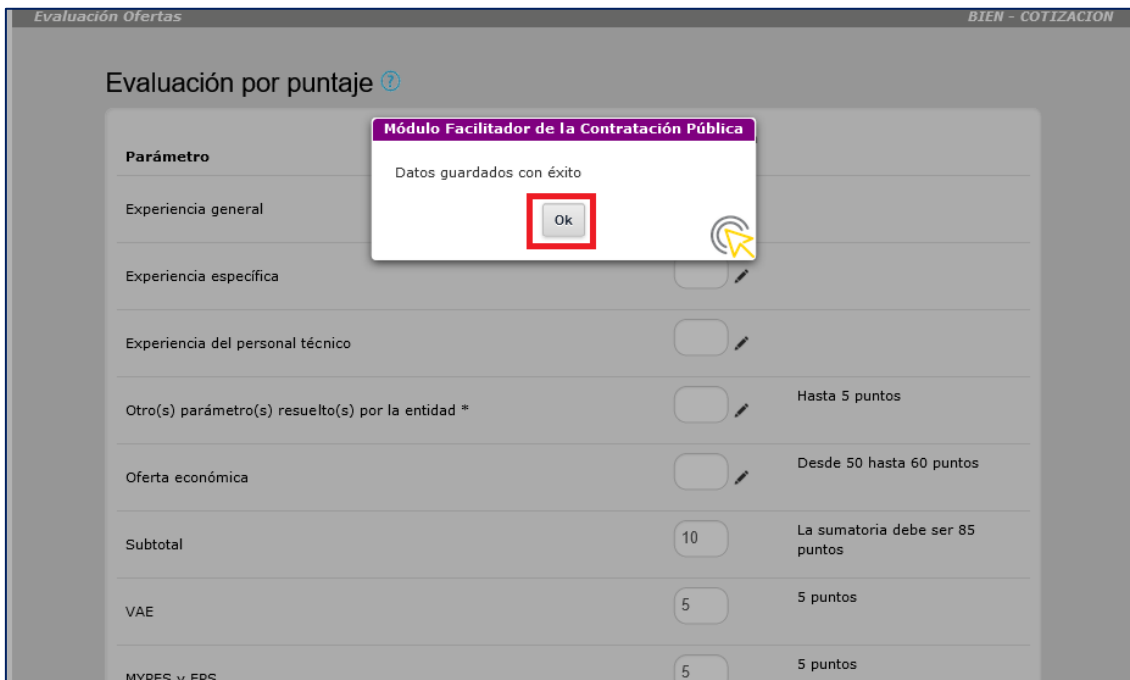 Evaluación Ofertas
BIEN - COTIZACION
Evaluación por puntaje ?
Módulo Facilitador de la Contratación Pública
Parámetro
Datos guardados con éxito
Experiencia general
Ok
Experiencia específica
Experiencia del personal técnico
Otro(s) parámetro(s) resuelto(s) por la entidad *
Hasta 5 puntos
Oferta económica
Desde 50 hasta 60 puntos
Subtotal
10
La sumatoria debe ser 85
puntos
VAE
5
5 puntos
MYPES y EPS
5
5 puntos